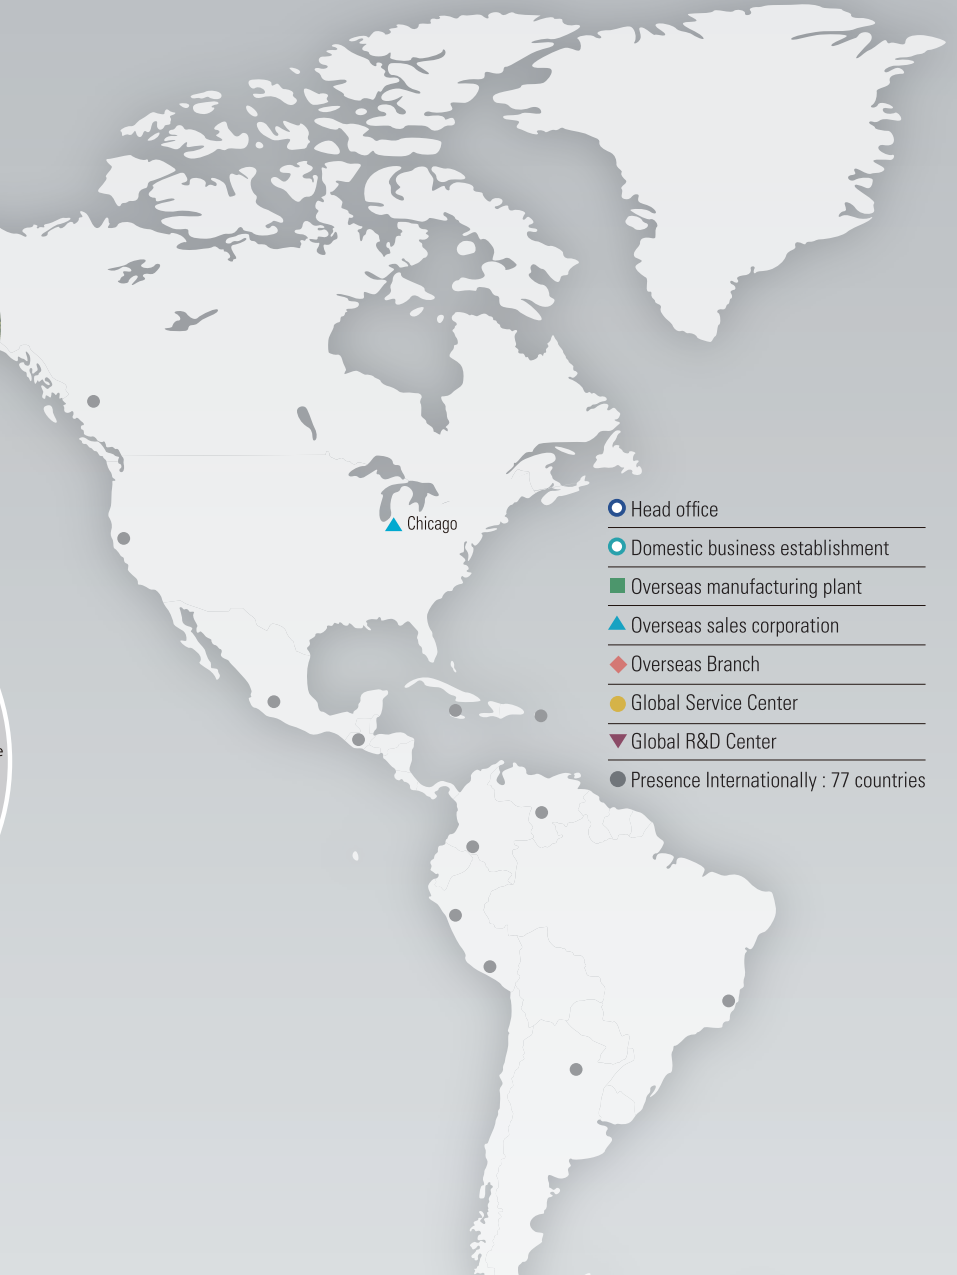 Chicago
Head office
Domestic business establishment
Overseas manufacturing plant
Overseas sales corporation
Overseas Branch
Global Service Center
Global R&D Center
Presence Internationally : 77 countries
e